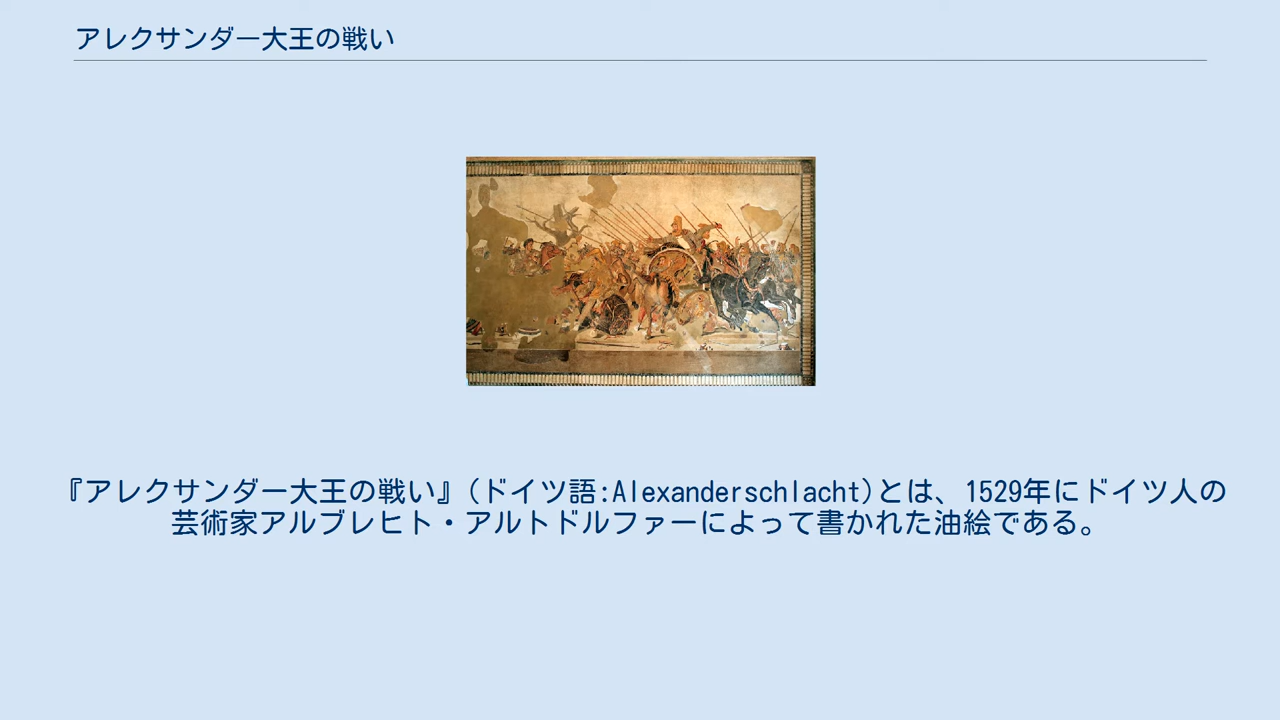 アレクサンダー大王の戦い
『アレクサンダー大王の戦い』(ドイツ語:Alexanderschlacht)とは、1529年にドイツ人の
芸術家アルブレヒト・アルトドルファーによって書かれた油絵である。